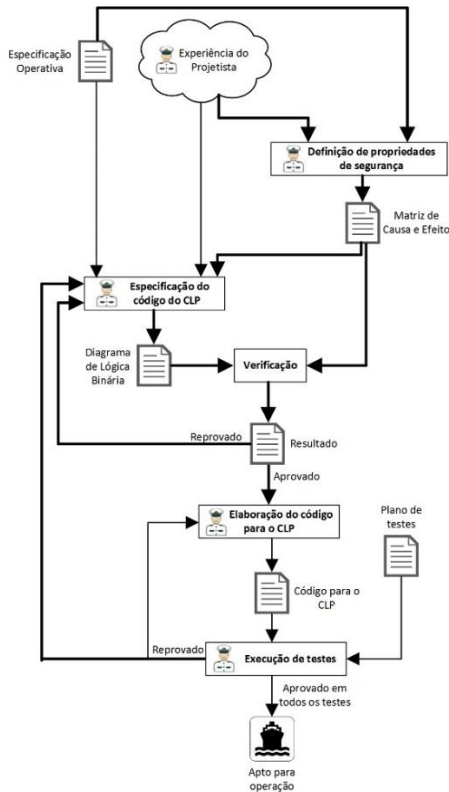 Especificação
Operativa
Experiência do
Projetista
Definição de propriedades
de segurança
Matriz de
Causa e Efeito
Especificação do
código do CLP
Diagrama
de Lógica
Binária
Verificação
Reprovado
Resultado
Aprovado
Elaboração do código
para o CLP
Plano de
testes
Código para o
CLP
Reprovado
Execução de testes
Aprovado em
todos os testes
Apto para
operação